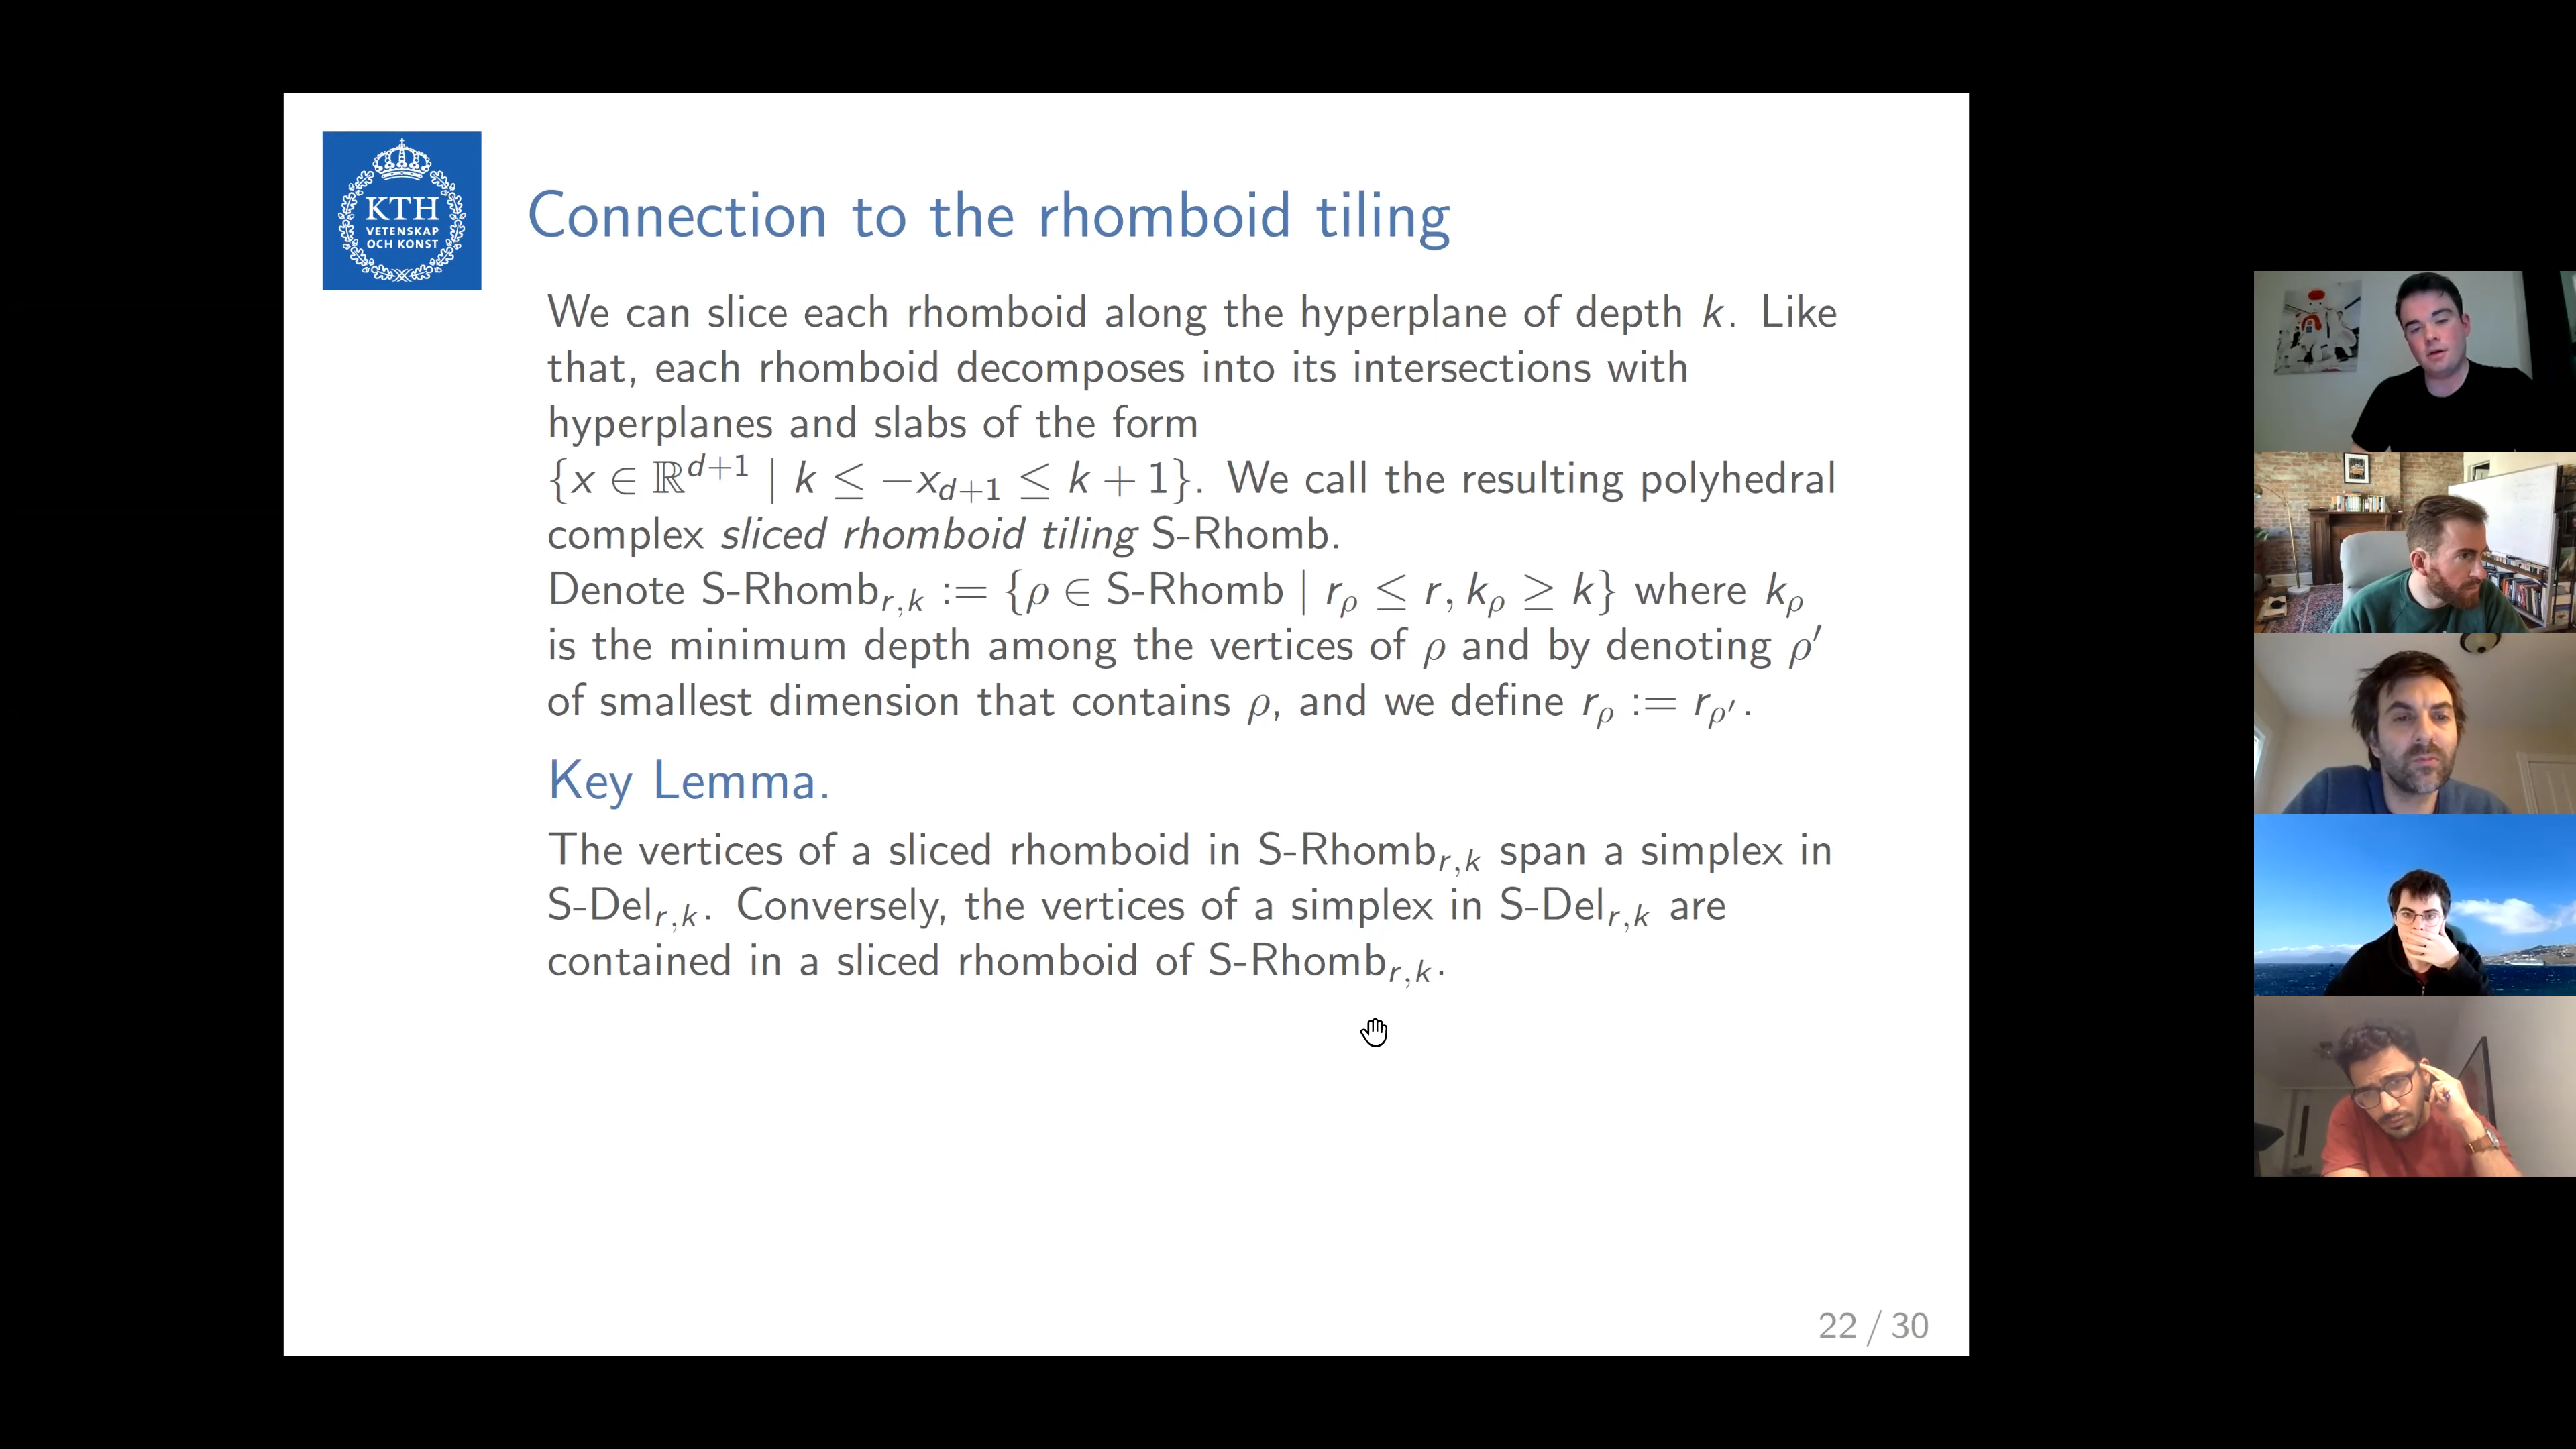 KTH
VETENSKAP
OCH KONST
Connection to the rhomboid tiling
We can slice each rhomboid along the hyperplane of depth k. Like
that, each rhomboid decomposes into its intersections with
hyperplanes and slabs of the form
{x ∈ ℝ^{d+1} | k ≤ −x_{d+1} ≤ k + 1}. We call the resulting polyhedral
complex sliced rhomboid tiling S-Rhomb.
Denote S-Rhomb_{r,k} := {ρ ∈ S-Rhomb | r_ρ ≤ r, k_ρ ≥ k} where k_ρ
is the minimum depth among the vertices of ρ and by denoting ρ′
of smallest dimension that contains ρ, and we define r_ρ := r_{ρ′}.
Key Lemma.
The vertices of a sliced rhomboid in S-Rhomb_{r,k} span a simplex in
S-Del_{r,k}. Conversely, the vertices of a simplex in S-Del_{r,k} are
contained in a sliced rhomboid of S-Rhomb_{r,k}.
22 / 30